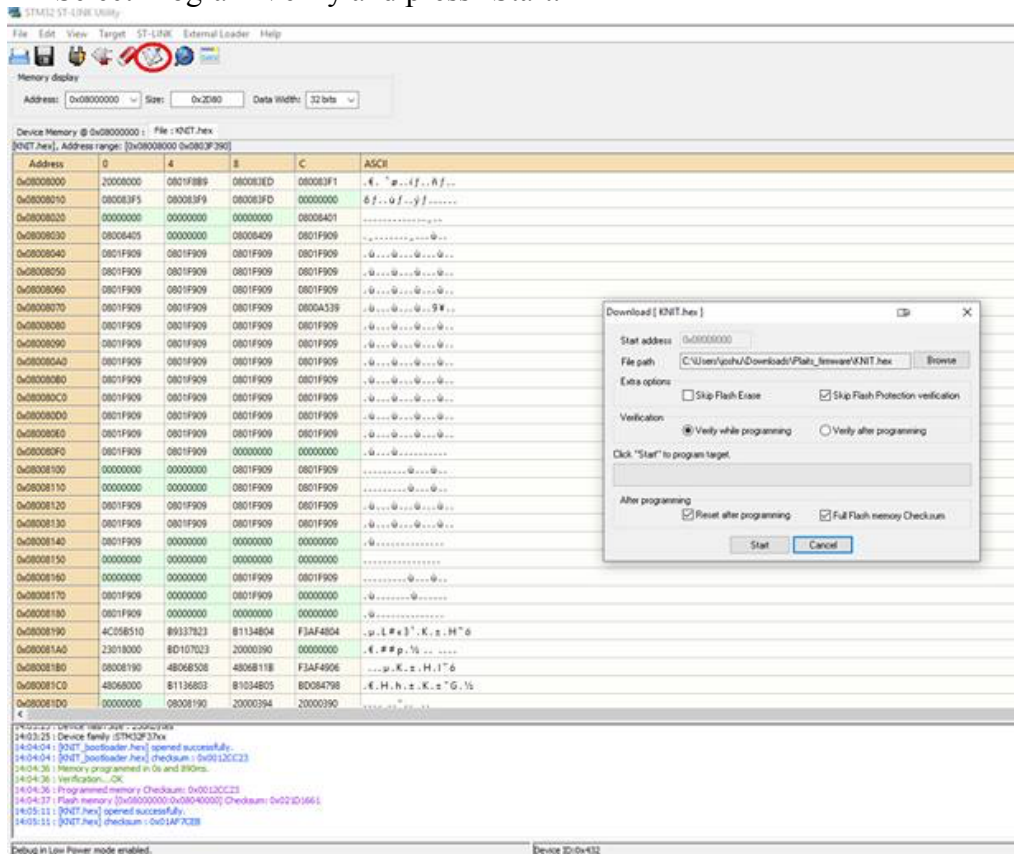 STM32 ST-LINK Utility
File Edit View Target ST-LINK External Loader Help
Memory display
Address: 0x08000000 Size: 0x2D80 Data Width: 32 bits
Device Memory @ 0x08000000 : File : KNIT.hex
[KNIT.hex], Address range: [0x08008000 0x0803F390]
Address 0 4 8 C ASCII
0x08008000 20008000 0801F8B9 080083ED 080083F1
0x08008010 080083F5 080083F9 080083FD 00000000
0x08008020 00000000 00000000 00000000 08008401
0x08008030 08008405 00000000 08008409 0801F909
0x08008040 0801F909 0801F909 0801F909 0801F909
0x08008050 0801F909 0801F909 0801F909 0801F909
0x08008060 0801F909 0801F909 0801F909 0801F909
0x08008070 0801F909 0801F909 0801F909 0800A539
0x08008080 0801F909 0801F909 0801F909 0801F909
0x08008090 0801F909 0801F909 0801F909 0801F909
0x080080A0 0801F909 0801F909 0801F909 0801F909
0x080080B0 0801F909 0801F909 0801F909 0801F909
0x080080C0 0801F909 0801F909 0801F909 0801F909
0x080080D0 0801F909 0801F909 0801F909 0801F909
0x080080E0 0801F909 0801F909 0801F909 0801F909
0x080080F0 0801F909 0801F909 00000000 00000000
0x08008100 00000000 00000000 0801F909 0801F909
0x08008110 00000000 00000000 0801F909 0801F909
0x08008120 0801F909 0801F909 0801F909 0801F909
0x08008130 0801F909 0801F909 0801F909 0801F909
0x08008140 0801F909 00000000 00000000 00000000
0x08008150 00000000 00000000 00000000 00000000
0x08008160 00000000 00000000 0801F909 0801F909
0x08008170 0801F909 00000000 0801F909 00000000
0x08008180 0801F909 00000000 00000000 00000000
0x08008190 4C05B510 B9337823 B1134B04 F3AF4804
0x080081A0 23018000 BD107023 20000390 00000000
0x080081B0 08008190 4B06B508 4806B11B F3AF4906
0x080081C0 48068000 B1136803 B1034B05 BD084798
0x080081D0 00000000 08008190 20000394 20000390
Download [ KNIT.hex ]
Start address 0x08008000
File path C:\Users\joshu\Downloads\Plaits_firmware\KNIT.hex Browse
Extra options
Skip Flash Erase Skip Flash Protection verification
Verification
Verify while programming Verify after programming
Click "Start" to program target.
After programming
Reset after programming Full Flash memory Checksum
Start Cancel
14:03:25 : Device family :STM32F37xx
14:04:04 : [KNIT_bootloader.hex] opened successfully.
14:04:04 : [KNIT_bootloader.hex] checksum : 0x0012CC23
14:04:36 : Memory programmed in 0s and 890ms.
14:04:36 : Verification...OK
14:04:36 : Programmed memory Checksum: 0x0012CC23
14:04:37 : Flash memory [0x08000000:0x08040000] Checksum: 0x021D1661
14:05:11 : [KNIT.hex] opened successfully.
14:05:11 : [KNIT.hex] checksum : 0x01AF7CEB
Debug in Low Power mode enabled. Device ID:0x432